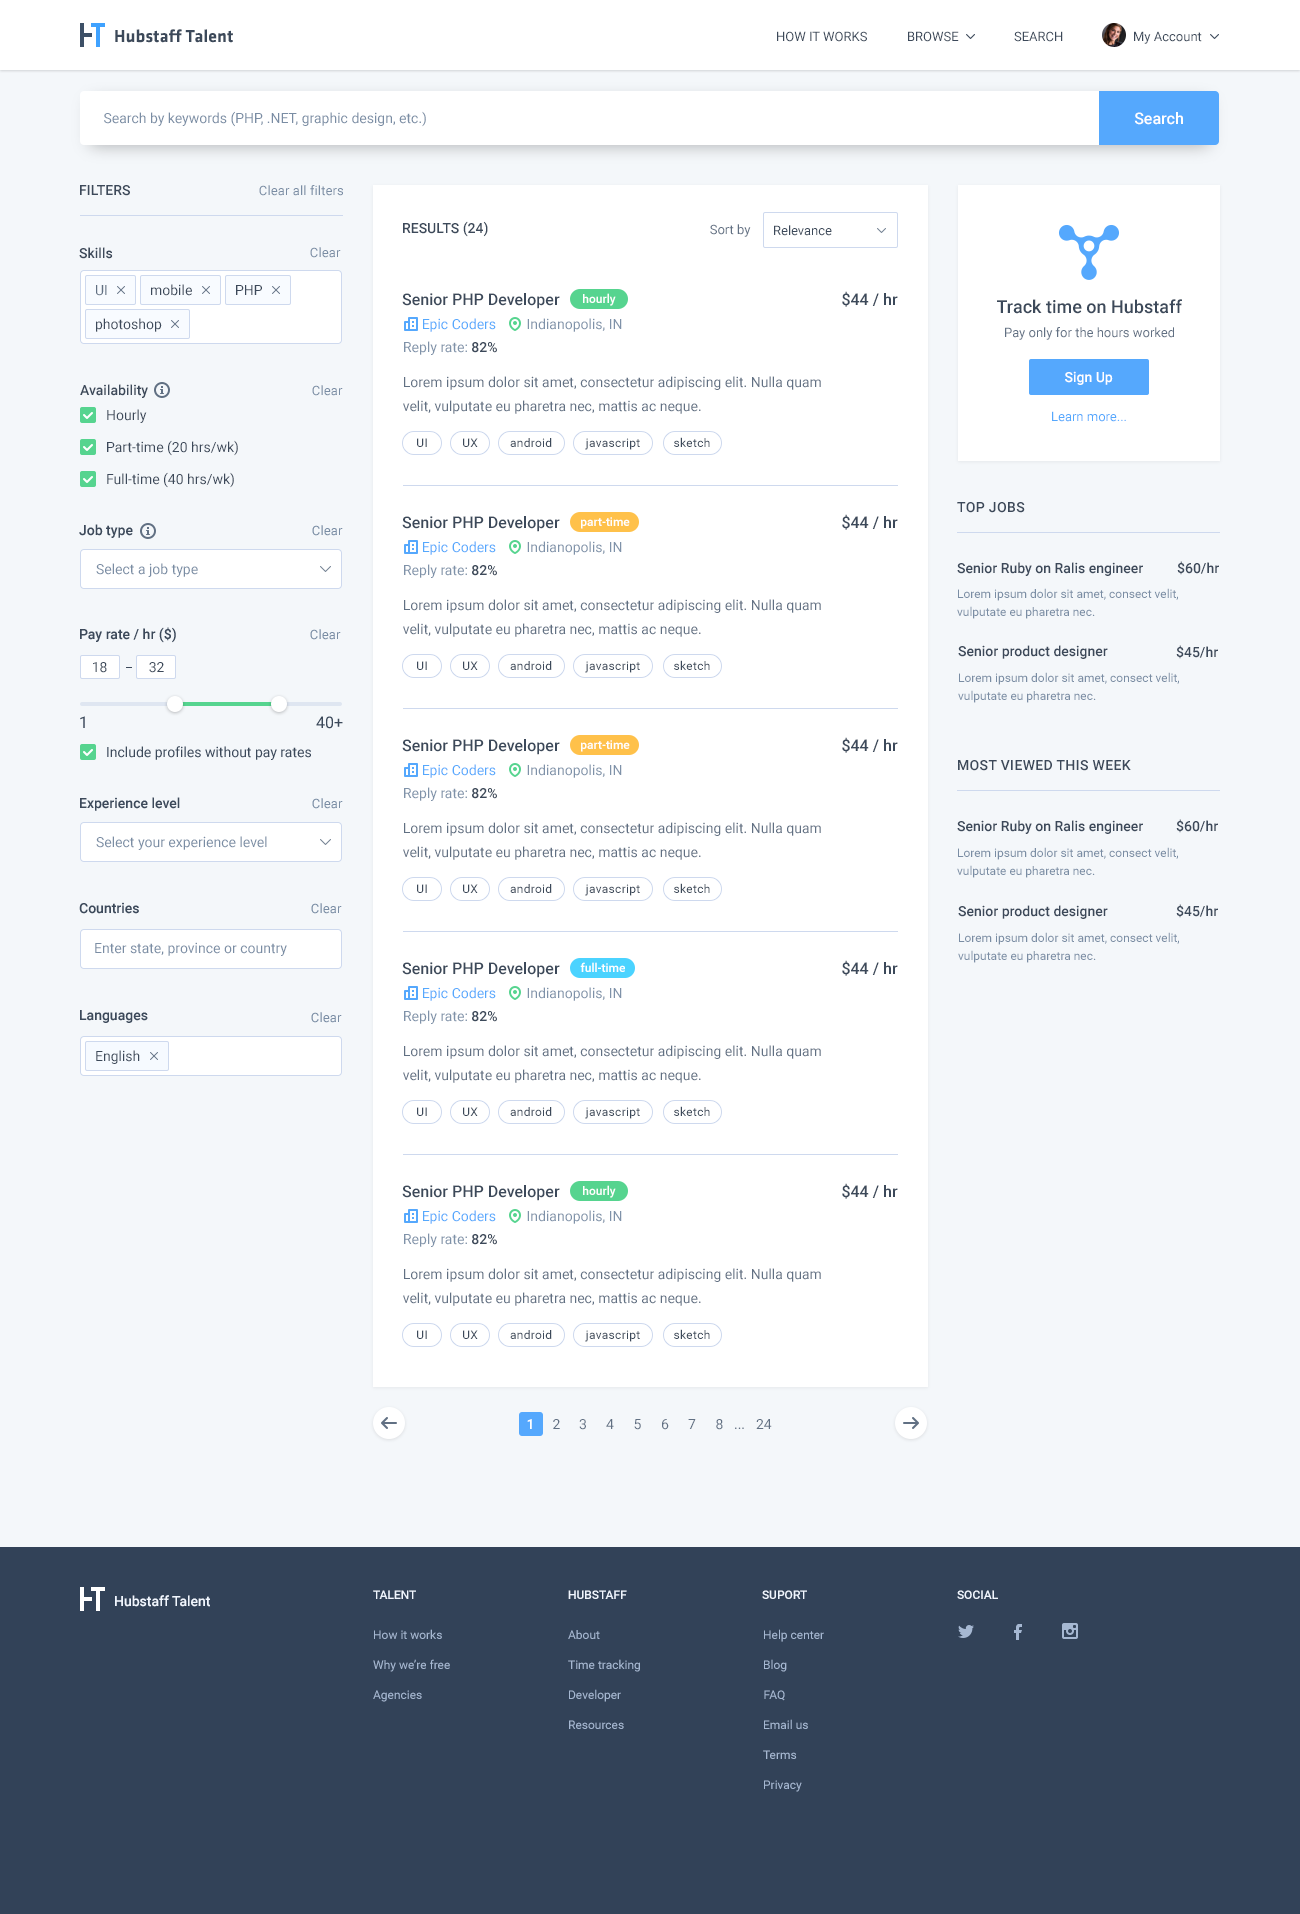 HT Hubstaff Talent
HOW IT WORKS BROWSE SEARCH My Account
Search by keywords (PHP, .NET, graphic design, etc.) Search
FILTERS Clear all filters
Skills Clear
UI mobile PHP
photoshop
Availability Clear
Hourly
Part-time (20 hrs/wk)
Full-time (40 hrs/wk)
Job type Clear
Select a job type
Pay rate / hr ($) Clear
18 – 32
1 40+
Include profiles without pay rates
Experience level Clear
Select your experience level
Countries Clear
Enter state, province or country
Languages Clear
English
RESULTS (24) Sort by Relevance
Senior PHP Developer hourly $44 / hr
Epic Coders Indianopolis, IN
Reply rate: 82%
Lorem ipsum dolor sit amet, consectetur adipiscing elit. Nulla quam
velit, vulputate eu pharetra nec, mattis ac neque.
UI UX android javascript sketch
Senior PHP Developer part-time $44 / hr
Epic Coders Indianopolis, IN
Reply rate: 82%
Lorem ipsum dolor sit amet, consectetur adipiscing elit. Nulla quam
velit, vulputate eu pharetra nec, mattis ac neque.
UI UX android javascript sketch
Senior PHP Developer part-time $44 / hr
Epic Coders Indianopolis, IN
Reply rate: 82%
Lorem ipsum dolor sit amet, consectetur adipiscing elit. Nulla quam
velit, vulputate eu pharetra nec, mattis ac neque.
UI UX android javascript sketch
Senior PHP Developer full-time $44 / hr
Epic Coders Indianopolis, IN
Reply rate: 82%
Lorem ipsum dolor sit amet, consectetur adipiscing elit. Nulla quam
velit, vulputate eu pharetra nec, mattis ac neque.
UI UX android javascript sketch
Senior PHP Developer hourly $44 / hr
Epic Coders Indianopolis, IN
Reply rate: 82%
Lorem ipsum dolor sit amet, consectetur adipiscing elit. Nulla quam
velit, vulputate eu pharetra nec, mattis ac neque.
UI UX android javascript sketch
1 2 3 4 5 6 7 8 ... 24
Track time on Hubstaff
Pay only for the hours worked
Sign Up
Learn more...
TOP JOBS
Senior Ruby on Ralis engineer $60/hr
Lorem ipsum dolor sit amet, consect velit,
vulputate eu pharetra nec.
Senior product designer $45/hr
Lorem ipsum dolor sit amet, consect velit,
vulputate eu pharetra nec.
MOST VIEWED THIS WEEK
Senior Ruby on Ralis engineer $60/hr
Lorem ipsum dolor sit amet, consect velit,
vulputate eu pharetra nec.
Senior product designer $45/hr
Lorem ipsum dolor sit amet, consect velit,
vulputate eu pharetra nec.
HT Hubstaff Talent
TALENT
How it works
Why we're free
Agencies
HUBSTAFF
About
Time tracking
Developer
Resources
SUPORT
Help center
Blog
FAQ
Email us
Terms
Privacy
SOCIAL